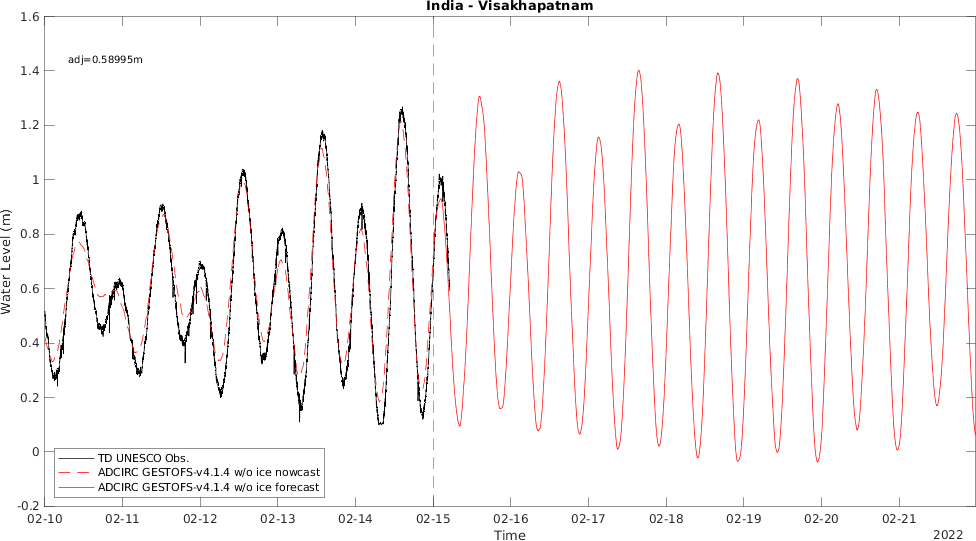 India - Visakhapatnam
adj=0.58995m
1.6
1.4
1.2
1
0.8
0.6
0.4
0.2
0
-0.2
Water Level (m)
TD UNESCO Obs.
ADCIRC GESTOFS-v4.1.4 w/o ice nowcast
ADCIRC GESTOFS-v4.1.4 w/o ice forecast
02-10 02-11 02-12 02-13 02-14 02-15 02-16 02-17 02-18 02-19 02-20 02-21
Time
2022